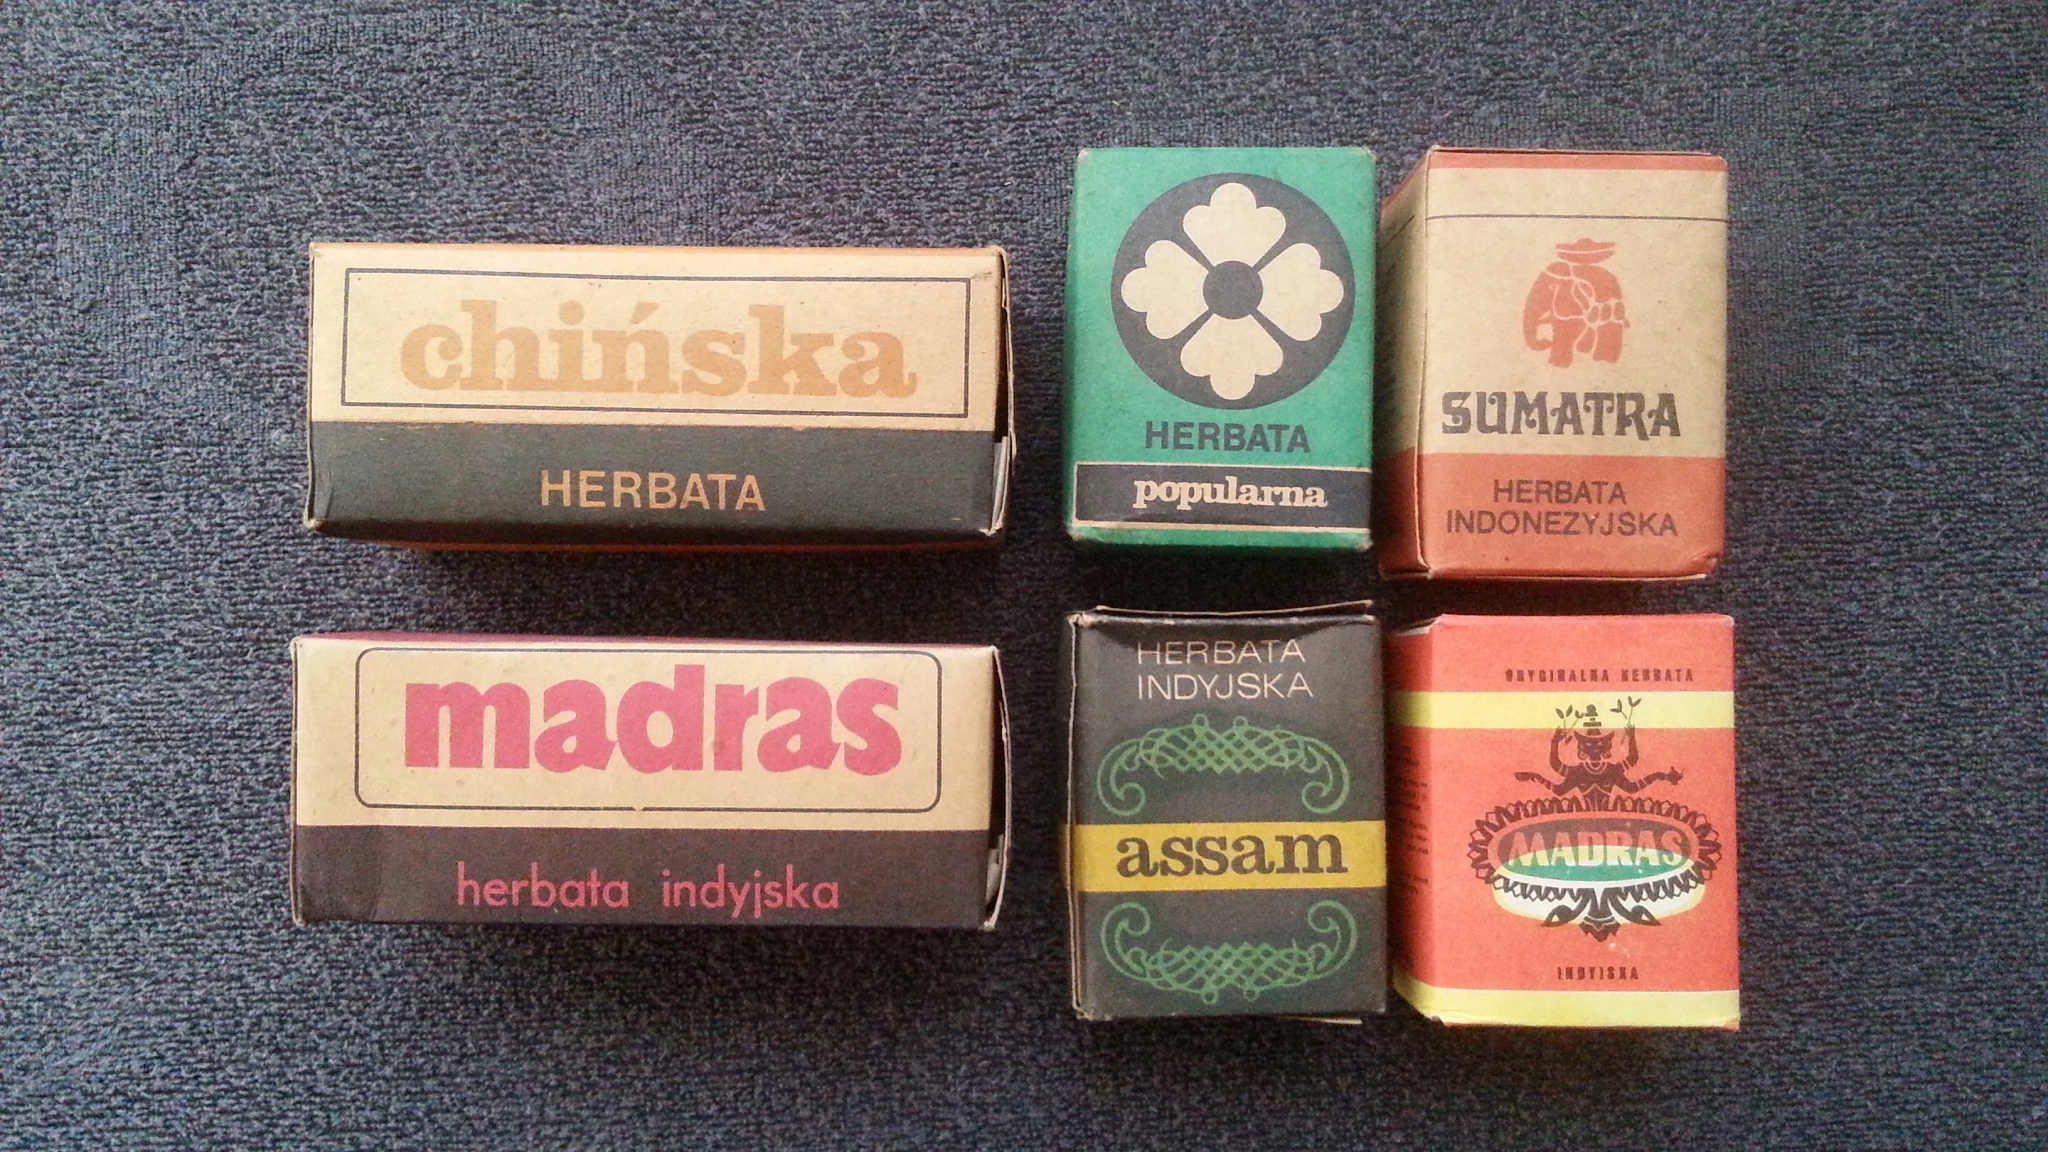 chińska
HERBATA
HERBATA
popularna
SUMATRA
HERBATA
INDONEZYJSKA
madras
herbata indyjska
HERBATA
INDYJSKA
assam
ORYGINALNA HERBATA
MADRAS
INDYJSKA